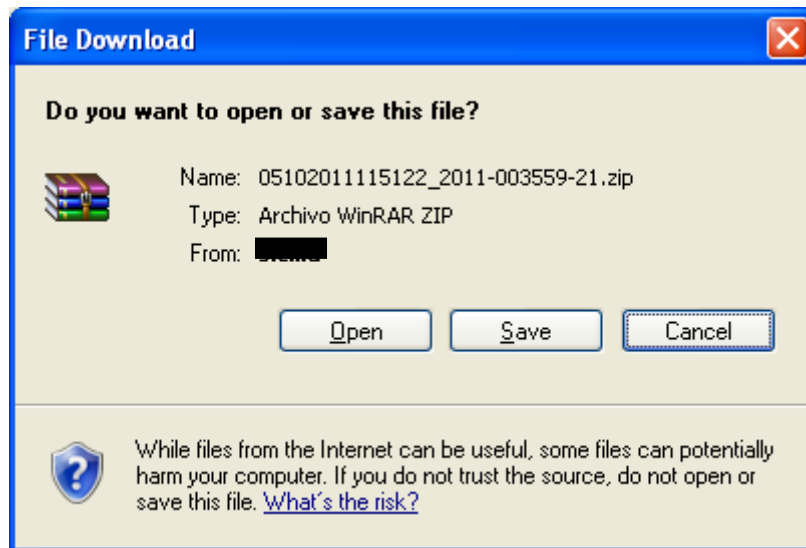 File Download
Do you want to open or save this file?
Name: 05102011115122_2011-003559-21.zip
Type: Archivo WinRAR ZIP
From:
Open Save Cancel
While files from the Internet can be useful, some files can potentially
harm your computer. If you do not trust the source, do not open or
save this file. What´s the risk?